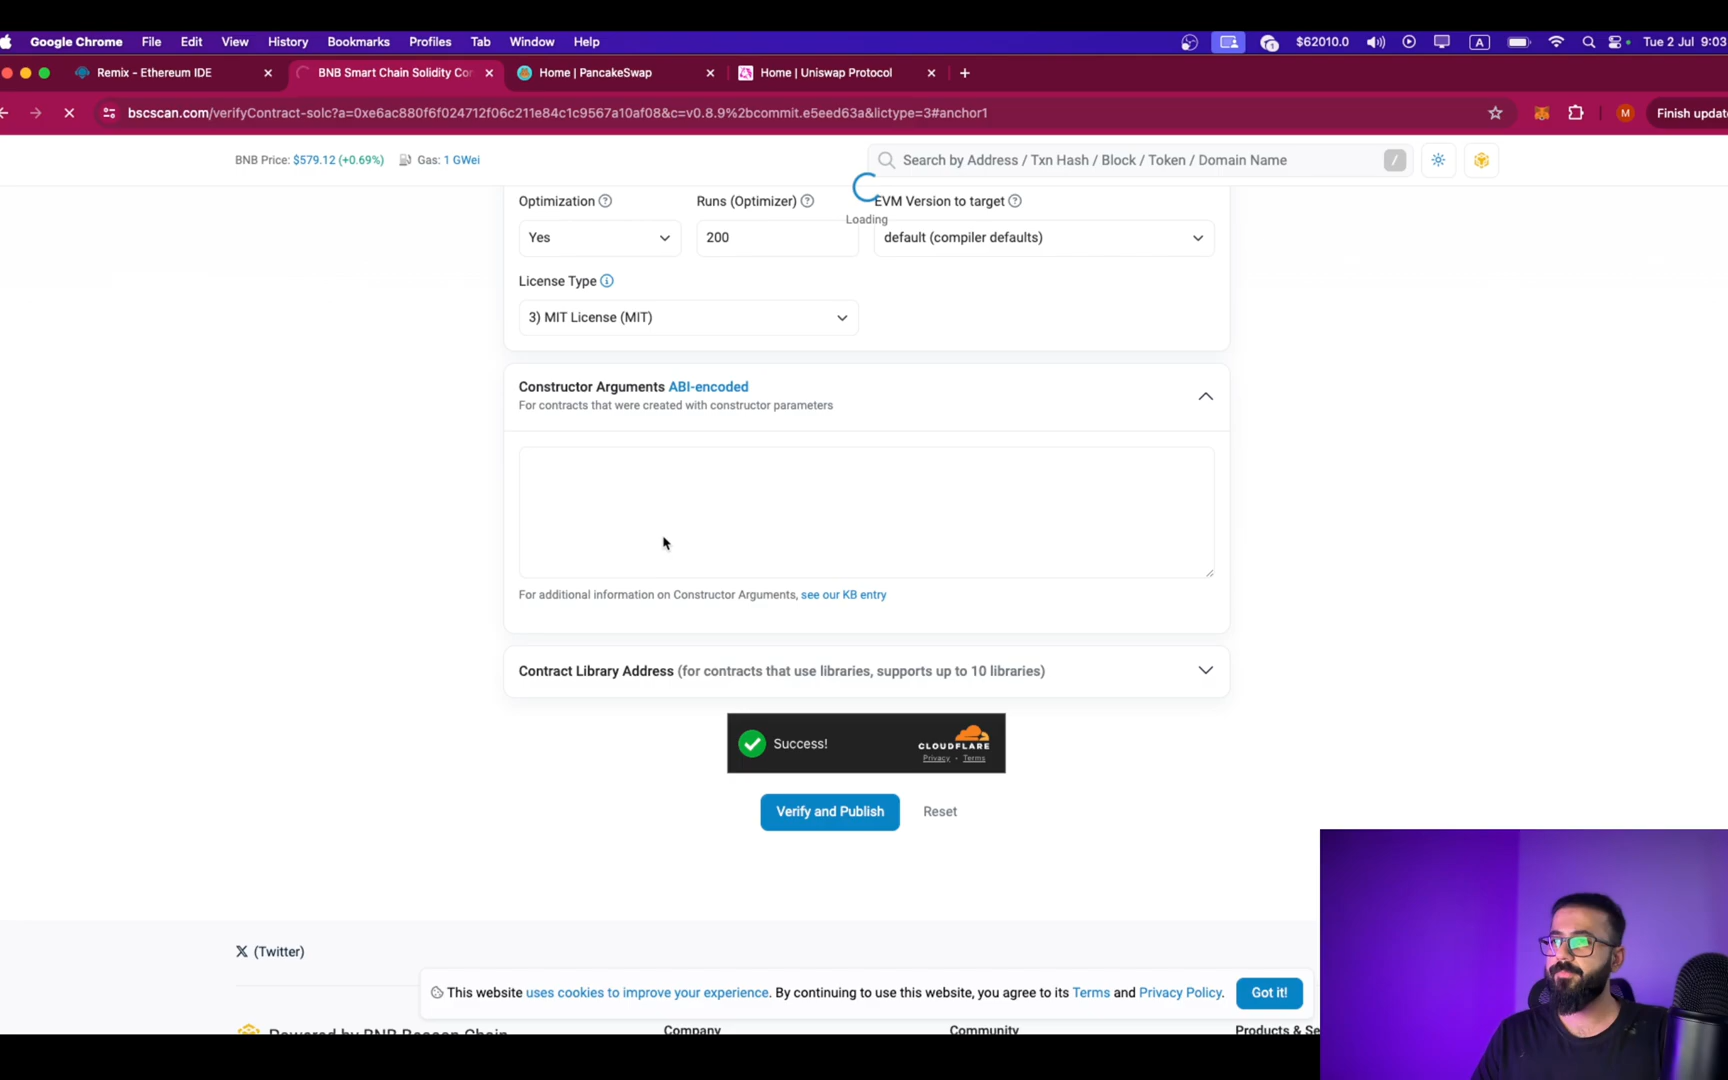 Google Chrome File Edit View History Bookmarks Profiles Tab Window Help $62010.0 A Tue 2 Jul 9:03
Remix - Ethereum IDE BNB Smart Chain Solidity Co Home | PancakeSwap Home | Uniswap Protocol
bscscan.com/verifyContract-solc?a=0xe6ac880f6f024712f06c211e84c1c9567a10af08&c=v0.8.9%2bcommit.e5eed63a&lictype=3#anchor1 M Finish updat
BNB Price: $579.12 (+0.69%) Gas: 1 GWei Search by Address / Txn Hash / Block / Token / Domain Name /
Optimization Runs (Optimizer) EVM Version to target
Loading
Yes 200 default (compiler defaults)
License Type
3) MIT License (MIT)
Constructor Arguments ABI-encoded
For contracts that were created with constructor parameters
For additional information on Constructor Arguments, see our KB entry
Contract Library Address (for contracts that use libraries, supports up to 10 libraries)
Success! CLOUDFLARE
Privacy • Terms
Verify and Publish Reset
X (Twitter)
This website uses cookies to improve your experience. By continuing to use this website, you agree to its Terms and Privacy Policy. Got it!
Company Community Products & Se